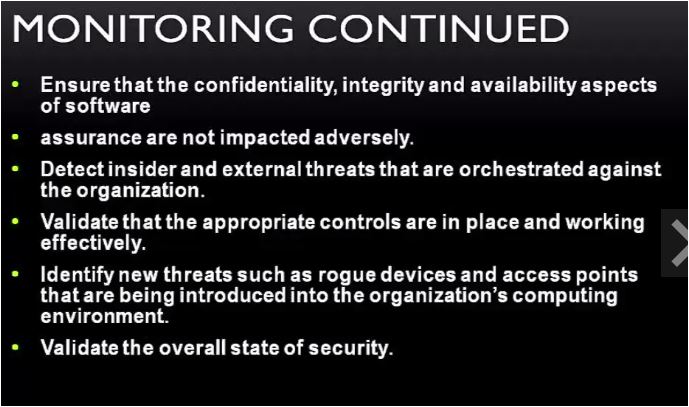 MONITORING CONTINUED
• Ensure that the confidentiality, integrity and availability aspects
of software
• assurance are not impacted adversely.
• Detect insider and external threats that are orchestrated against
the organization.
• Validate that the appropriate controls are in place and working
effectively.
• Identify new threats such as rogue devices and access points
that are being introduced into the organization's computing
environment.
• Validate the overall state of security.